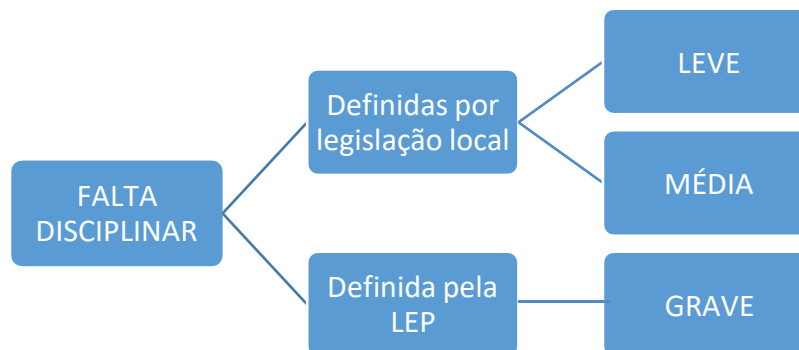 FALTA
DISCIPLINAR
Definidas por
legislação local
LEVE
MÉDIA
Definida pela
LEP
GRAVE